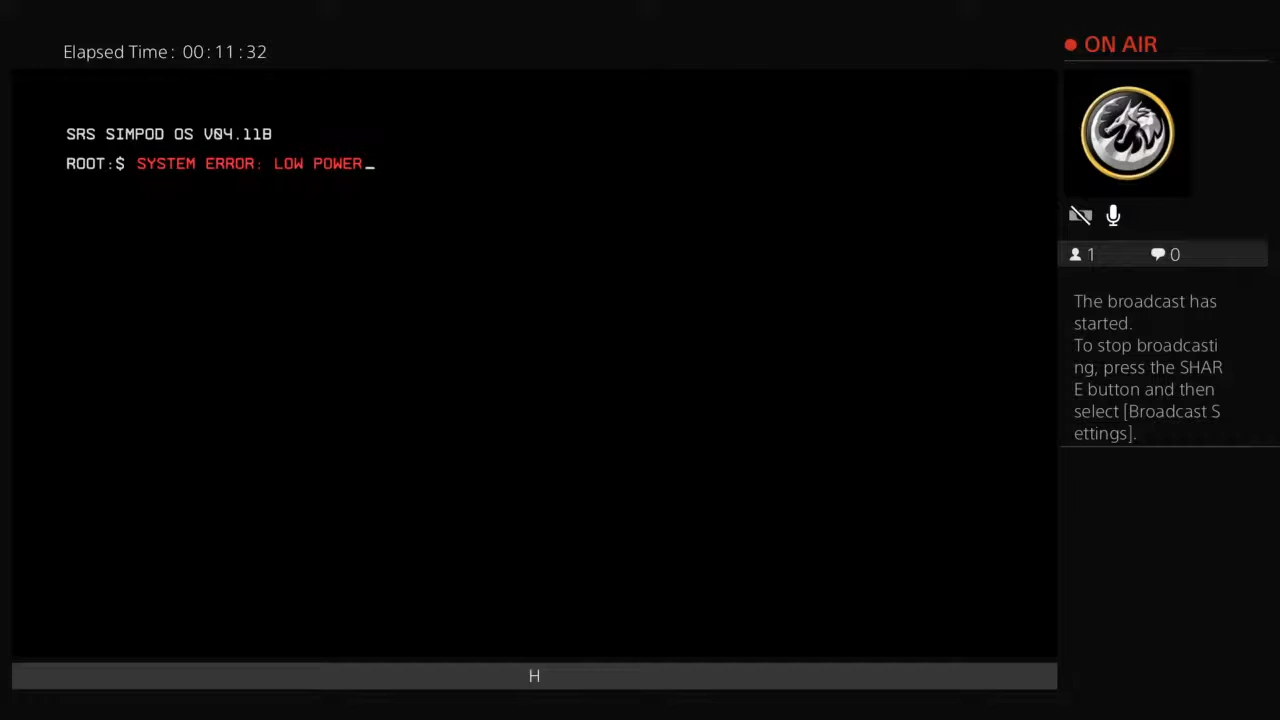 Elapsed Time: 00:11:32
ON AIR
SRS SIMPOD OS V04.11B
ROOT:$ SYSTEM ERROR: LOW POWER_
1 0
The broadcast has
started.
To stop broadcasti
ng, press the SHAR
E button and then
select [Broadcast S
ettings].
H